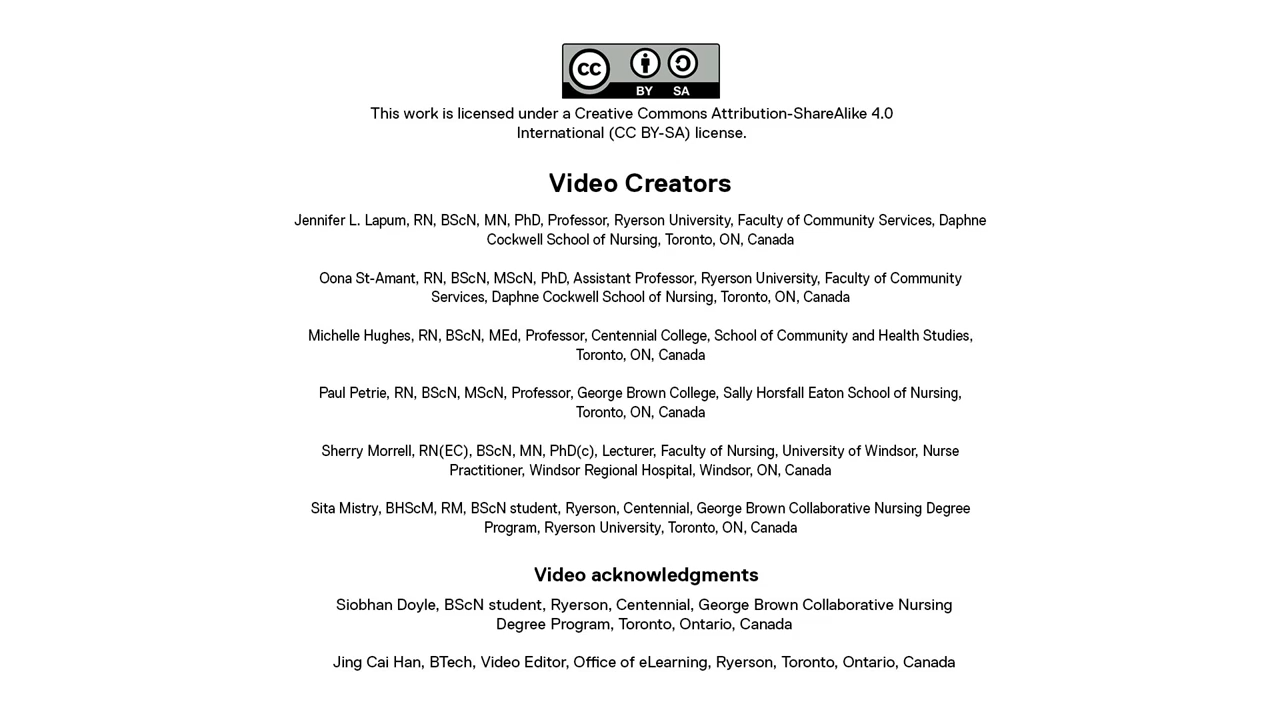 cc
BY SA
This work is licensed under a Creative Commons Attribution-ShareAlike 4.0
International (CC BY-SA) license.
Video Creators
Jennifer L. Lapum, RN, BScN, MN, PhD, Professor, Ryerson University, Faculty of Community Services, Daphne
Cockwell School of Nursing, Toronto, ON, Canada
Oona St-Amant, RN, BScN, MScN, PhD, Assistant Professor, Ryerson University, Faculty of Community
Services, Daphne Cockwell School of Nursing, Toronto, ON, Canada
Michelle Hughes, RN, BScN, MEd, Professor, Centennial College, School of Community and Health Studies,
Toronto, ON, Canada
Paul Petrie, RN, BScN, MScN, Professor, George Brown College, Sally Horsfall Eaton School of Nursing,
Toronto, ON, Canada
Sherry Morrell, RN(EC), BScN, MN, PhD(c), Lecturer, Faculty of Nursing, University of Windsor, Nurse
Practitioner, Windsor Regional Hospital, Windsor, ON, Canada
Sita Mistry, BHScM, RM, BScN student, Ryerson, Centennial, George Brown Collaborative Nursing Degree
Program, Ryerson University, Toronto, ON, Canada
Video acknowledgments
Siobhan Doyle, BScN student, Ryerson, Centennial, George Brown Collaborative Nursing
Degree Program, Toronto, Ontario, Canada
Jing Cai Han, BTech, Video Editor, Office of eLearning, Ryerson, Toronto, Ontario, Canada